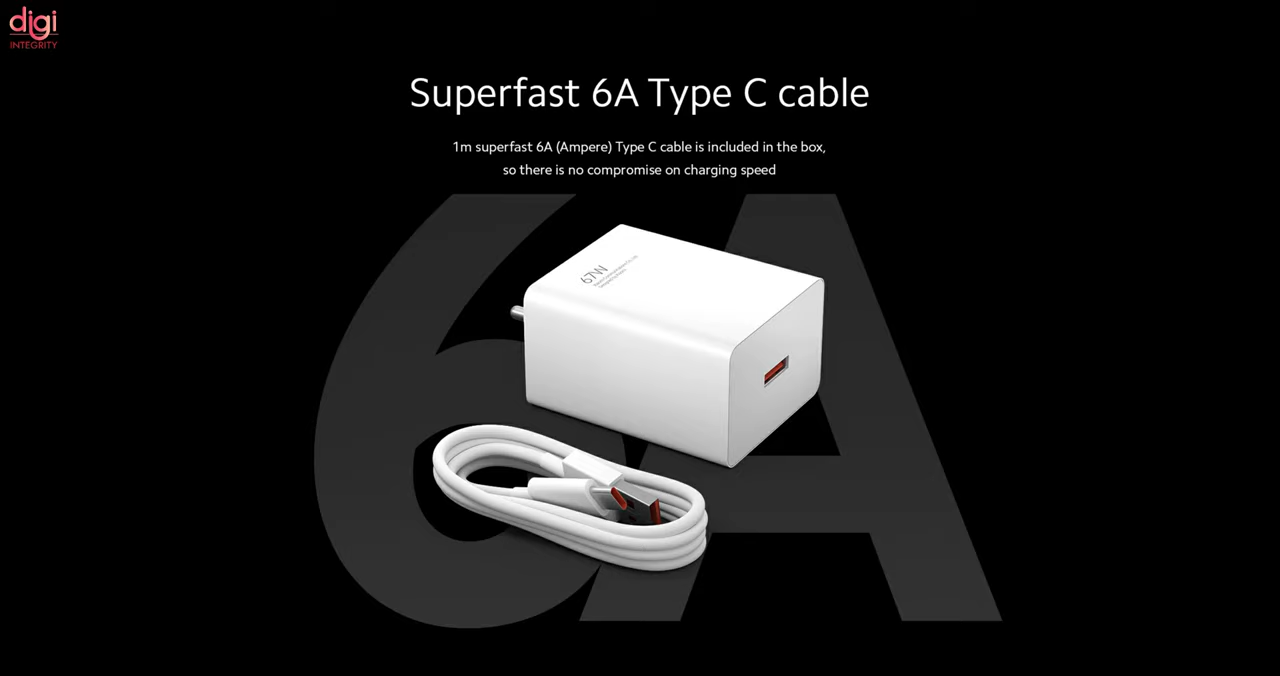 digi
INTEGRITY
Superfast 6A Type C cable
1m superfast 6A (Ampere) Type C cable is included in the box,
so there is no compromise on charging speed
6A
67W